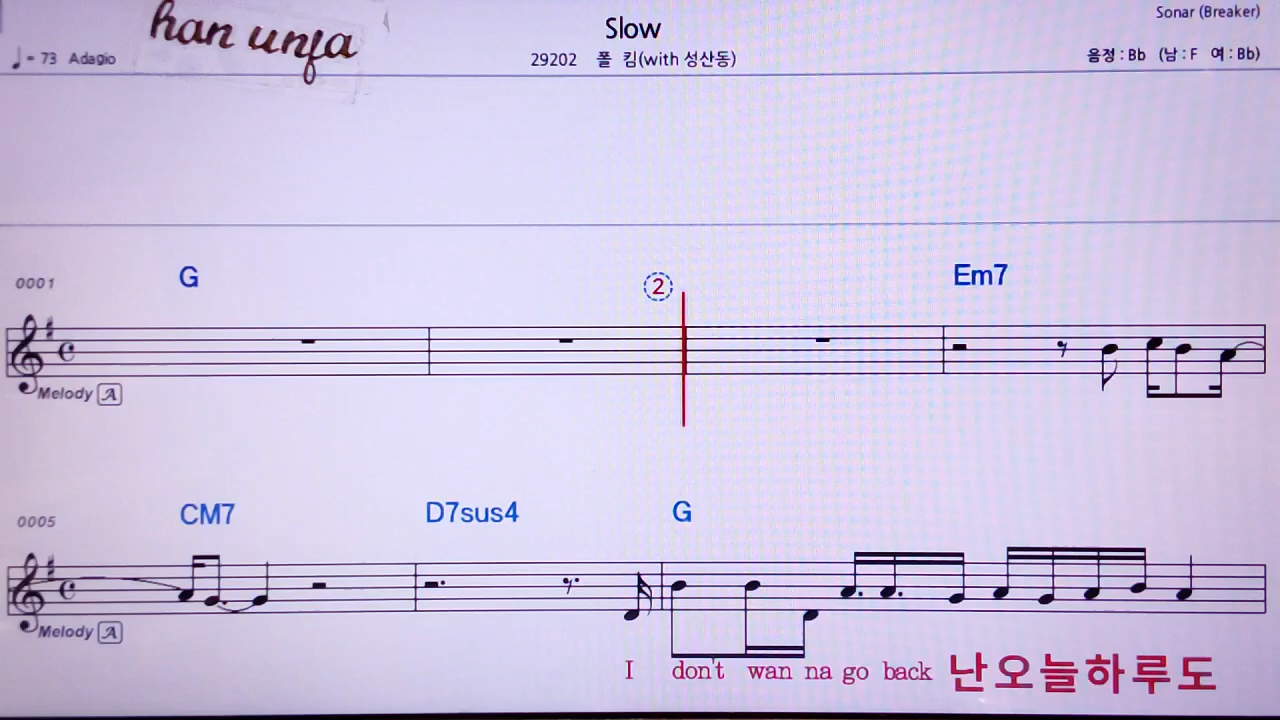 han unja
Slow
Sonar (Breaker)
♩= 73 Adagio
29202 폴 킴(with 성산동)
음정 : Bb (남 : F 여 : Bb)
0001
G
②
Em7
Melody A
0005
CM7
D7sus4
G
Melody A
I don't wan na go back 난오늘하루도